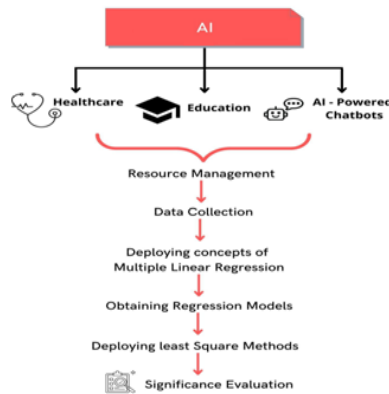 AI
Healthcare
Education
AI - Powered
Chatbots
Resource Management
Data Collection
Deploying concepts of
Multiple Linear Regression
Obtaining Regression Models
Deploying least Square Methods
Significance Evaluation